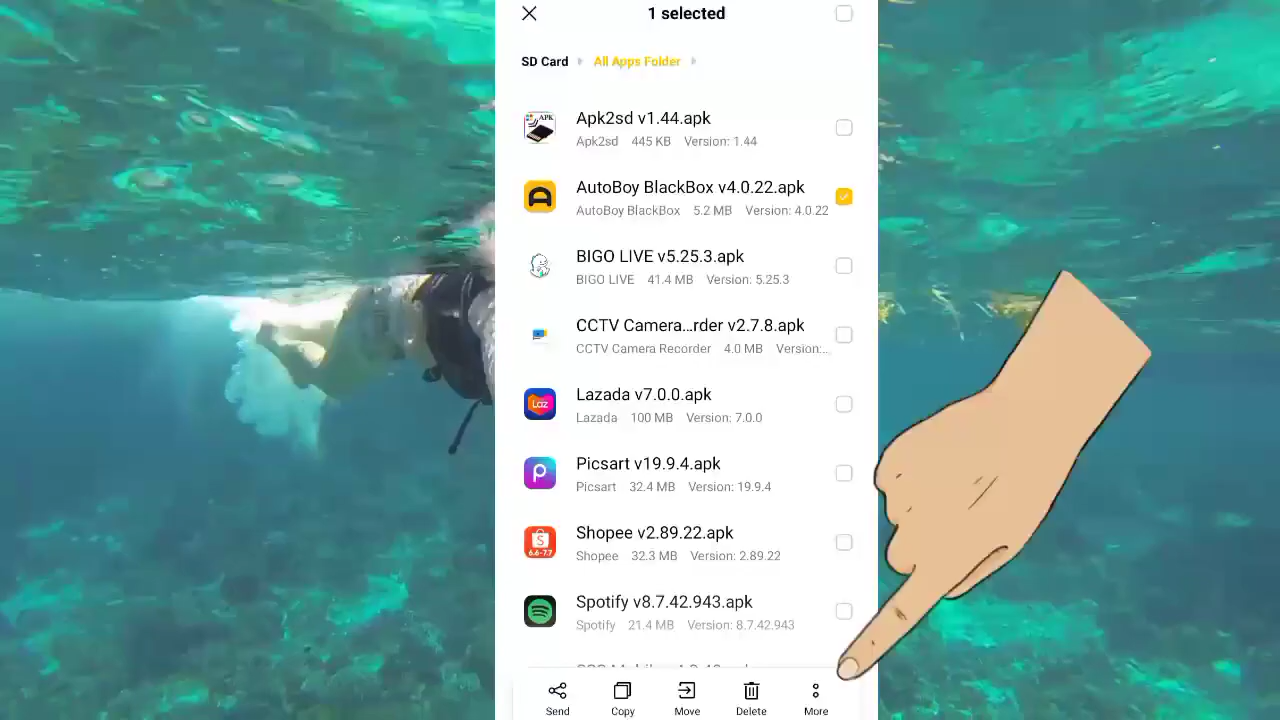 1 selected
SD Card
All Apps Folder
APK
Apk2sd v1.44.apk
Apk2sd 445 KB Version: 1.44
AutoBoy BlackBox v4.0.22.apk
AutoBoy BlackBox 5.2 MB Version: 4.0.22
BIGO LIVE v5.25.3.apk
BIGO LIVE 41.4 MB Version: 5.25.3
CCTV Camera...rder v2.7.8.apk
CCTV Camera Recorder 4.0 MB Version:...
Laz
Lazada v7.0.0.apk
Lazada 100 MB Version: 7.0.0
Picsart v19.9.4.apk
Picsart 32.4 MB Version: 19.9.4
S
6.6-7.7
Shopee v2.89.22.apk
Shopee 32.3 MB Version: 2.89.22
Spotify v8.7.42.943.apk
Spotify 21.4 MB Version: 8.7.42.943
Send
Copy
Move
Delete
More